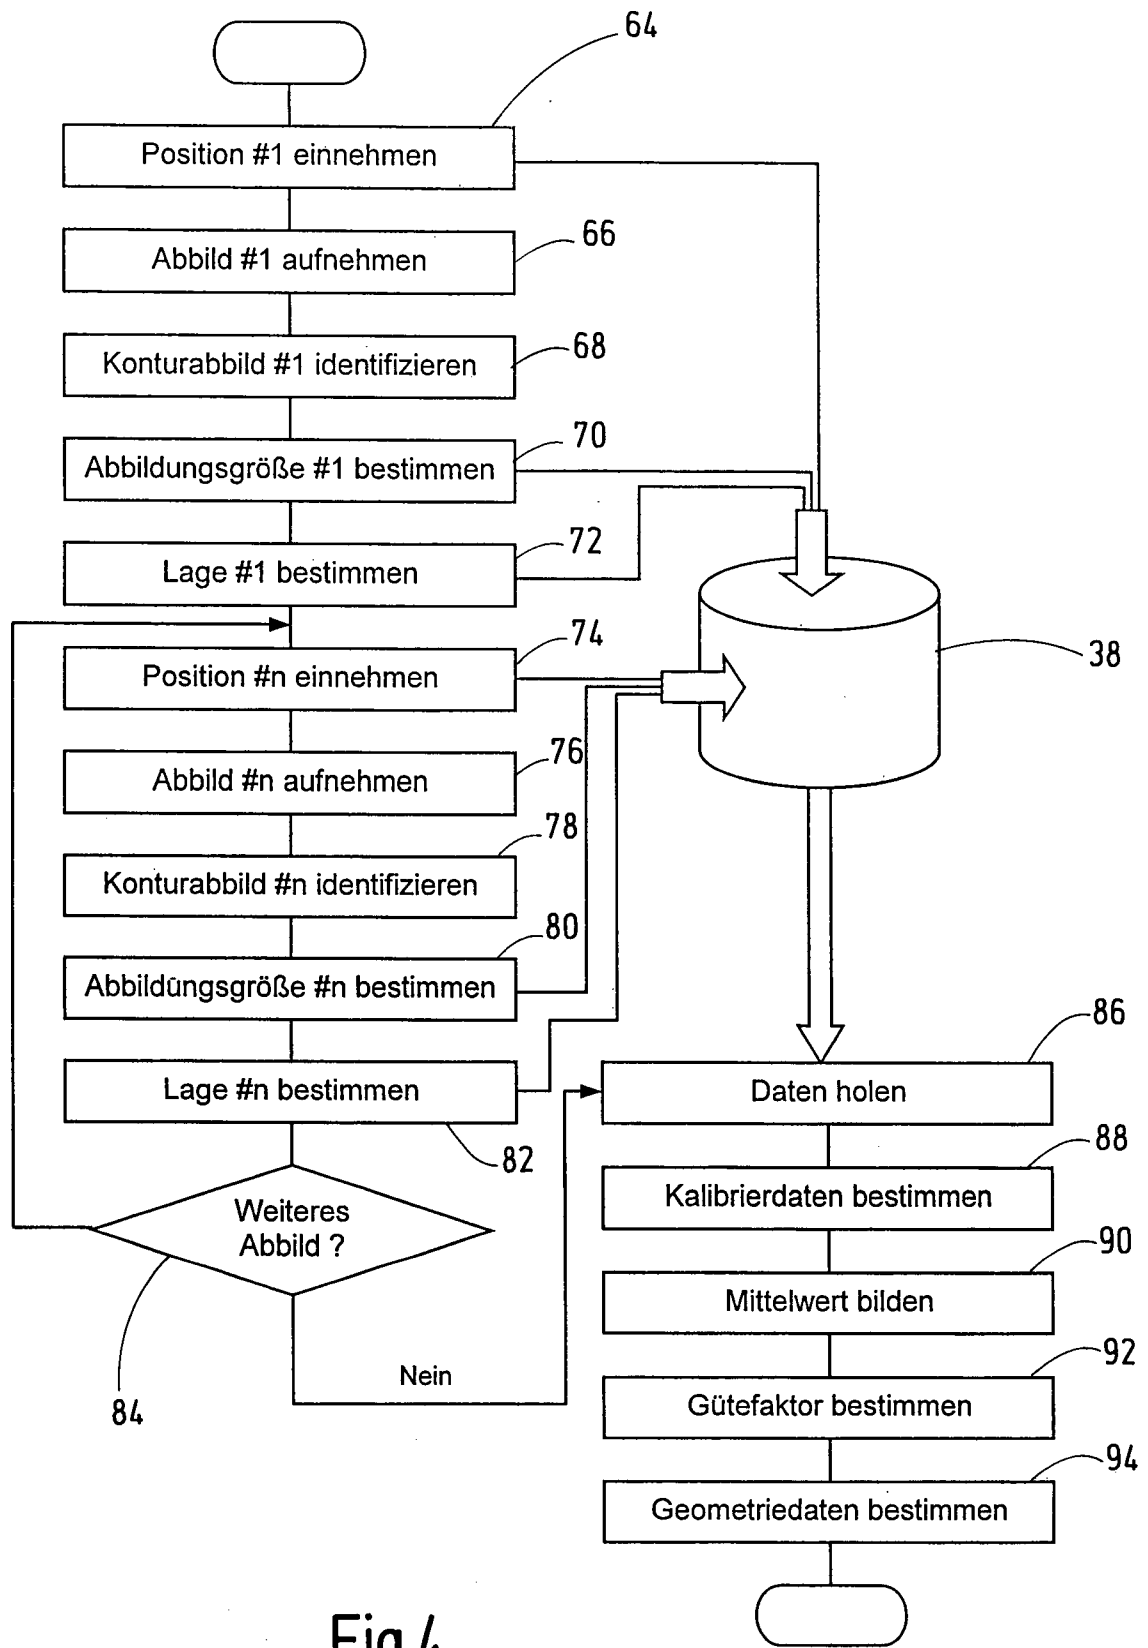 64
Position #1 einnehmen
66
Abbild #1 aufnehmen
68
Konturabbild #1 identifizieren
70
Abbildungsgröße #1 bestimmen
72
Lage #1 bestimmen
74
38
Position #n einnehmen
76
Abbild #n aufnehmen
78
Konturabbild #n identifizieren
80
Abbildungsgröße #n bestimmen
86
Lage #n bestimmen
Daten holen
82
88
Weiteres
Abbild ?
Kalibrierdaten bestimmen
90
Mittelwert bilden
92
Nein
84
Gütefaktor bestimmen
94
Geometriedaten bestimmen
Fig.4